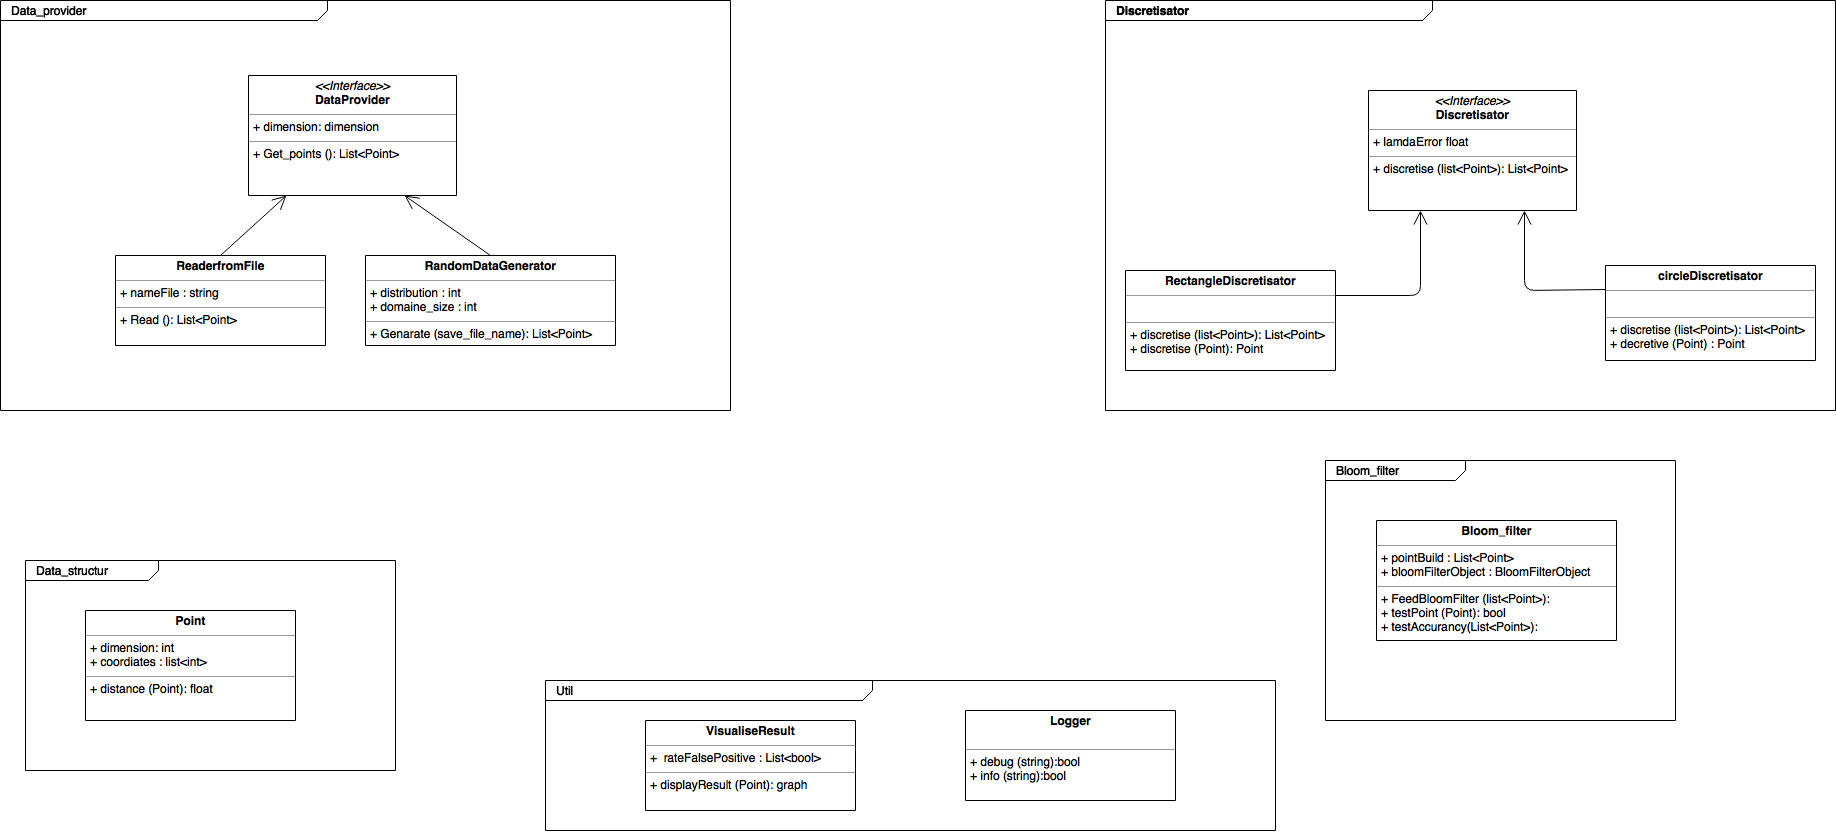 Data_provider
<<Interface>>
DataProvider
+ dimension: dimension
+ Get_points (): List<Point>
ReaderfromFile
+ nameFile : string
+ Read (): List<Point>
RandomDataGenerator
+ distribution : int
+ domaine_size : int
+ Genarate (save_file_name): List<Point>
Discretisator
<<Interface>>
Discretisator
+ lamdaError float
+ discretise (list<Point>): List<Point>
RectangleDiscretisator
+ discretise (list<Point>): List<Point>
+ discretise (Point): Point
circleDiscretisator
+ discretise (list<Point>): List<Point>
+ decretive (Point) : Point
Bloom_filter
Bloom_filter
+ pointBuild : List<Point>
+ bloomFilterObject : BloomFilterObject
+ FeedBloomFilter (list<Point>):
+ testPoint (Point): bool
+ testAccurancy(List<Point>):
Data_structur
Point
+ dimension: int
+ coordiates : list<int>
+ distance (Point): float
Util
VisualiseResult
+ rateFalsePositive : List<bool>
+ displayResult (Point): graph
Logger
+ debug (string):bool
+ info (string):bool